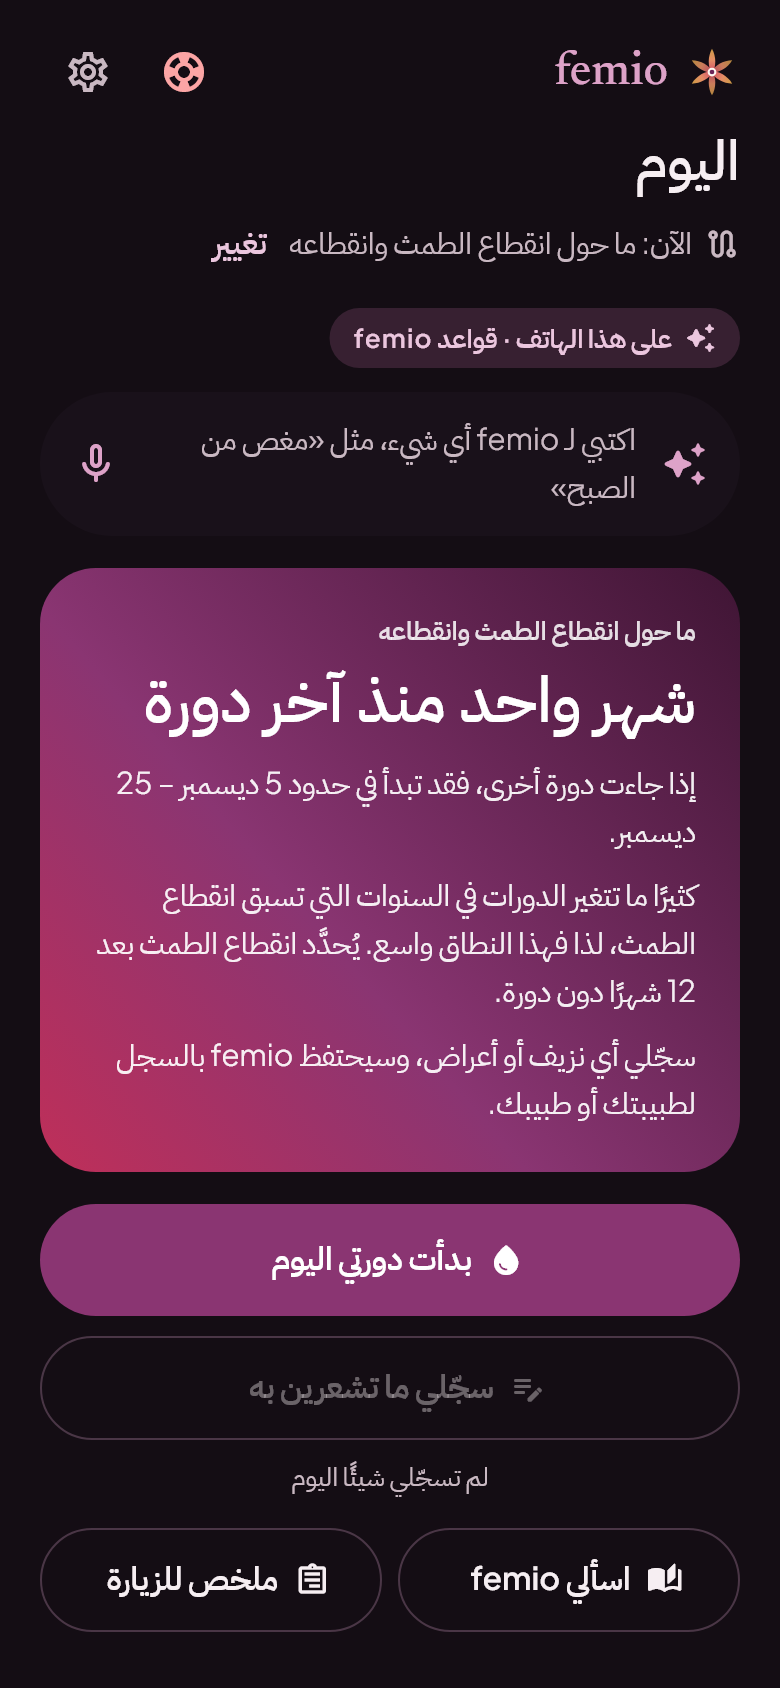 femio
اليوم
الآن: ما حول انقطاع الطمث وانقطاعه تغيير
على هذا الهاتف · قواعد femio
اكتبي لـ femio أي شيء، مثل «مغص من
الصبح»
ما حول انقطاع الطمث وانقطاعه
شهر واحد منذ آخر دورة
إذا جاءت دورة أخرى، فقد تبدأ في حدود 5 ديسمبر – 25
ديسمبر.
كثيرًا ما تتغير الدورات في السنوات التي تسبق انقطاع
الطمث، لذا فهذا النطاق واسع. يُحدَّد انقطاع الطمث بعد
12 شهرًا دون دورة.
سجّلي أي نزيف أو أعراض، وسيحتفظ femio بالسجل
لطبيبتك أو طبيبك.
بدأت دورتي اليوم
سجّلي ما تشعرين به
لم تسجّلي شيئًا اليوم
اسألي femio
ملخص للزيارة